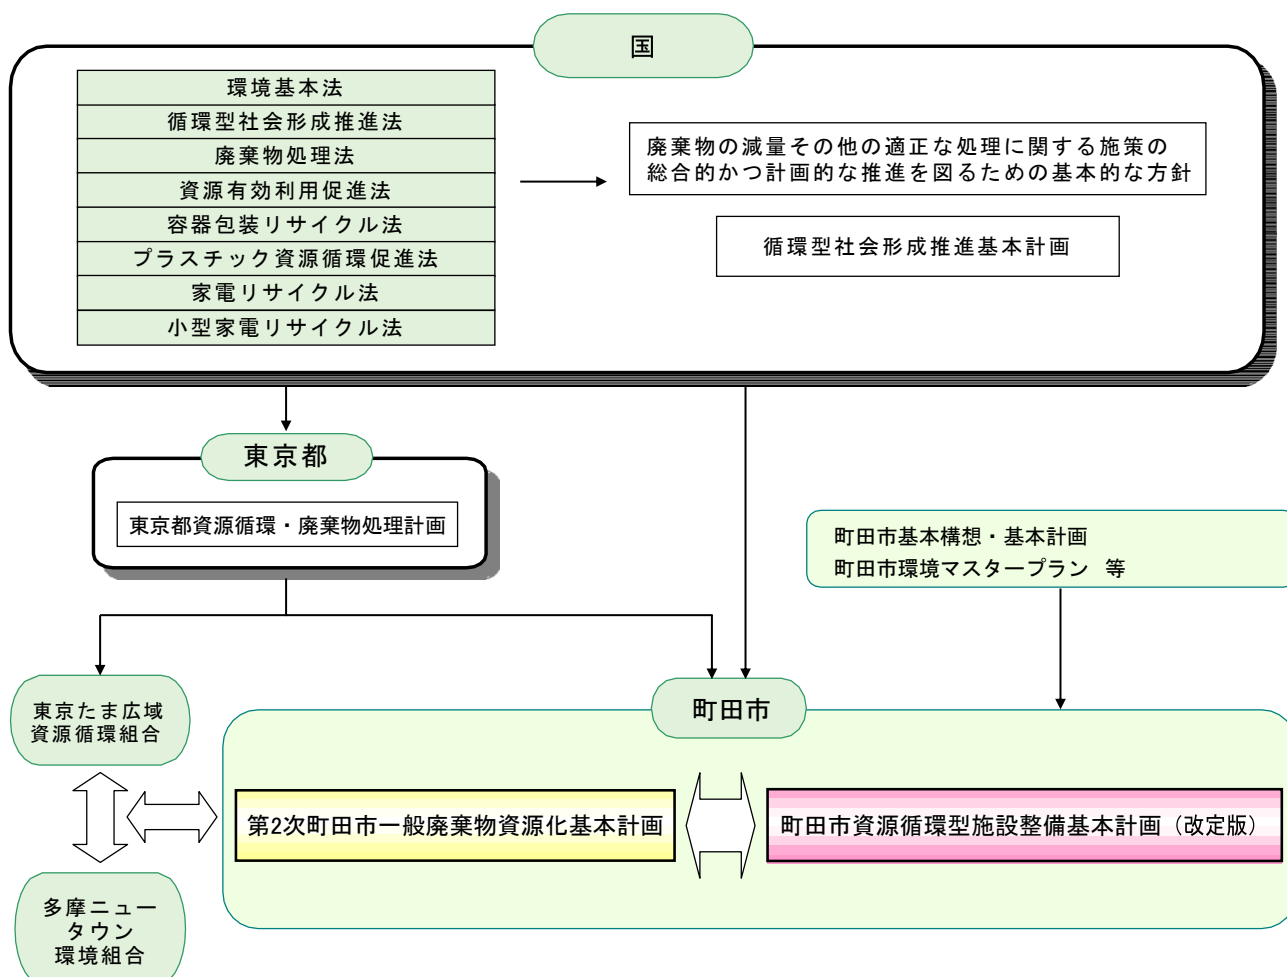 国
環境基本法
循環型社会形成推進法
廃棄物処理法
資源有効利用促進法
容器包装リサイクル法
プラスチック資源循環促進法
家電リサイクル法
小型家電リサイクル法
廃棄物の減量その他の適正な処理に関する施策の
総合的かつ計画的な推進を図るための基本的な方針
循環型社会形成推進基本計画
東京都
東京都資源循環・廃棄物処理計画
町田市基本構想・基本計画
町田市環境マスタープラン 等
東京たま広域
資源循環組合
町田市
第2次町田市一般廃棄物資源化基本計画
町田市資源循環型施設整備基本計画（改定版）
多摩ニュー
タウン
環境組合